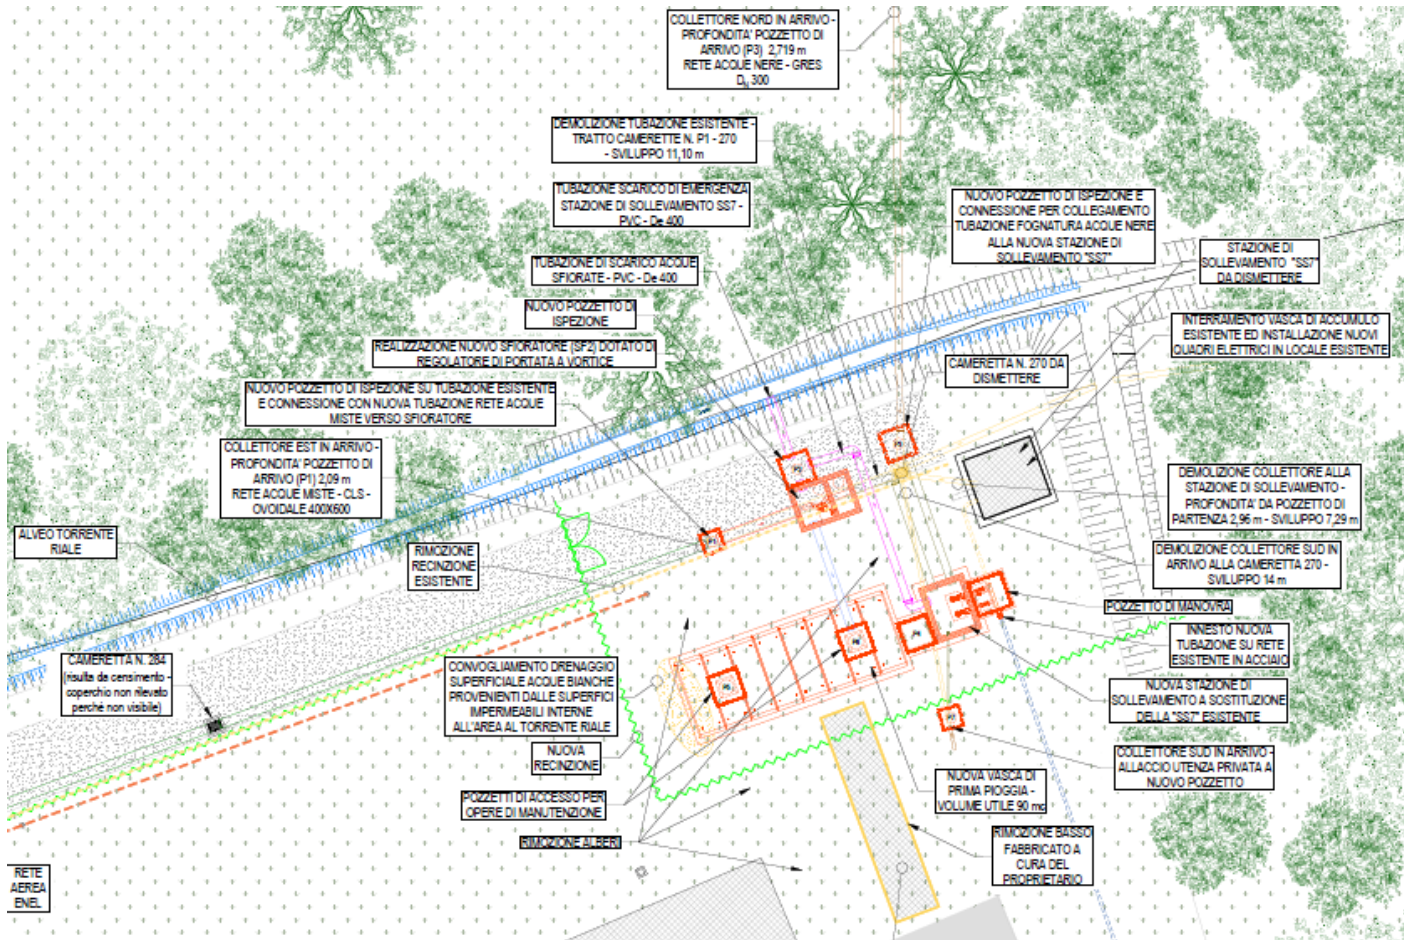 COLLETTORE NORD IN ARRIVO -
PROFONDITA' POZZETTO DI
ARRIVO (P3) 2,719 m
RETE ACQUE NERE - GRES
DN 300
DEMOLIZIONE TUBAZIONE ESISTENTE -
TRATTO CAMERETTE N. P1 - 270
- SVILUPPO 11,10 m
TUBAZIONE SCARICO DI EMERGENZA
STAZIONE DI SOLLEVAMENTO SS7 -
PVC - De 400
NUOVO POZZETTO DI ISPEZIONE E
CONNESSIONE PER COLLEGAMENTO
TUBAZIONE FOGNATURA ACQUE NERE
ALLA NUOVA STAZIONE DI
SOLLEVAMENTO "SS7"
STAZIONE DI
SOLLEVAMENTO "SS7"
DA DISMETTERE
TUBAZIONE DI SCARICO ACQUE
SFIORATE - PVC - De 400
NUOVO POZZETTO DI
ISPEZIONE
INTERRAMENTO VASCA DI ACCUMULO
ESISTENTE ED INSTALLAZIONE NUOVI
QUADRI ELETTRICI IN LOCALE ESISTENTE
REALIZZAZIONE NUOVO SFIORATORE (SF2) DOTATO DI
REGOLATORE DI PORTATA A VORTICE
CAMERETTA N. 270 DA
DISMETTERE
NUOVO POZZETTO DI ISPEZIONE SU TUBAZIONE ESISTENTE
E CONNESSIONE CON NUOVA TUBAZIONE RETE ACQUE
MISTE VERSO SFIORATORE
COLLETTORE EST IN ARRIVO -
PROFONDITA' POZZETTO DI
ARRIVO (P1) 2,09 m
RETE ACQUE MISTE - CLS -
OVOIDALE 400X600
DEMOLIZIONE COLLETTORE ALLA
STAZIONE DI SOLLEVAMENTO -
PROFONDITA' DA POZZETTO DI
PARTENZA 2,96 m - SVILUPPO 7,29 m
ALVEO TORRENTE
RIALE
RIMOZIONE
RECINZIONE
ESISTENTE
P1
DEMOLIZIONE COLLETTORE SUD IN
ARRIVO ALLA CAMERETTA 270 -
SVILUPPO 14 m
POZZETTO DI MANOVRA
INNESTO NUOVA
TUBAZIONE SU RETE
ESISTENTE IN ACCIAIO
CAMERETTA N. 284
(risulta da censimento -
coperchio non rilevato
perché non visibile)
CONVOGLIAMENTO DRENAGGIO
SUPERFICIALE ACQUE BIANCHE
PROVENIENTI DALLE SUPERFICI
IMPERMEABILI INTERNE
ALL'AREA AL TORRENTE RIALE
NUOVA STAZIONE DI
SOLLEVAMENTO A SOSTITUZIONE
DELLA "SS7" ESISTENTE
NUOVA
RECINZIONE
COLLETTORE SUD IN ARRIVO -
ALLACCIO UTENZA PRIVATA A
NUOVO POZZETTO
POZZETTI DI ACCESSO PER
OPERE DI MANUTENZIONE
NUOVA VASCA DI
PRIMA PIOGGIA -
VOLUME UTILE 90 mc
RIMOZIONE ALBERI
RIMOZIONE BASSO
FABBRICATO A
CURA DEL
PROPRIETARIO
RETE
AEREA
ENEL